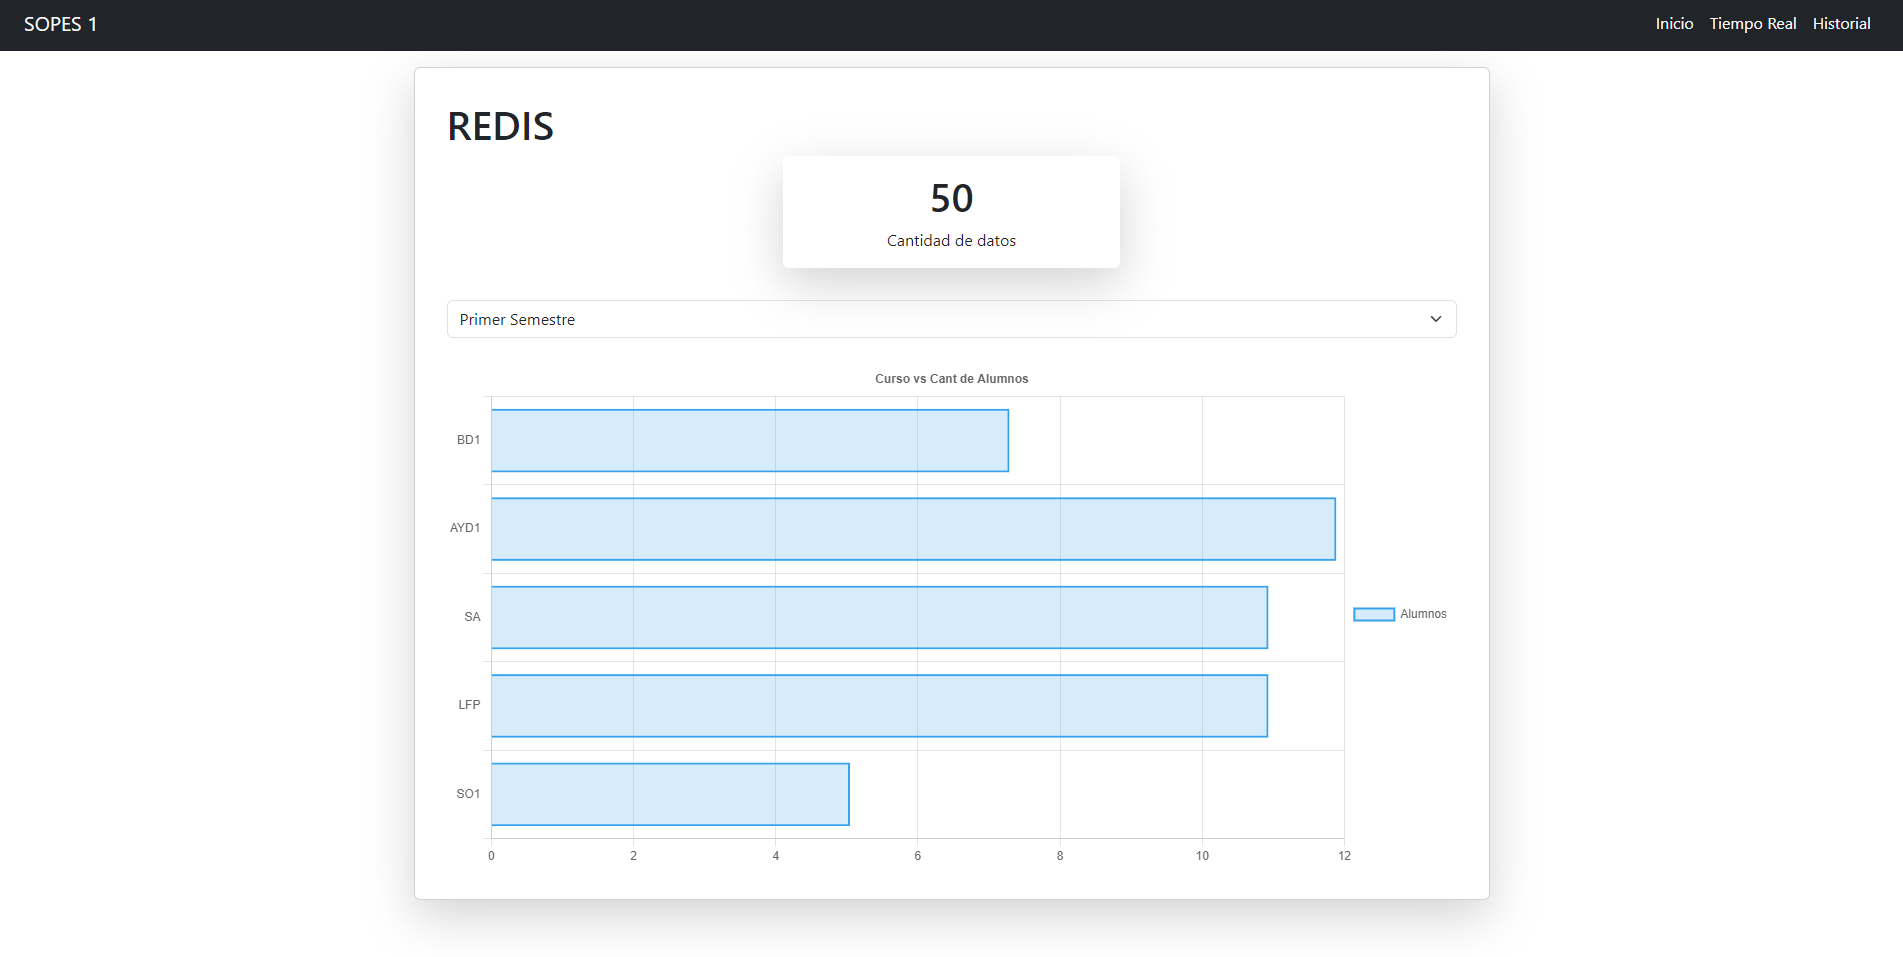 SOPES 1
Inicio Tiempo Real Historial
REDIS
50
Cantidad de datos
Primer Semestre
Curso vs Cant de Alumnos
BD1
AYD1
SA
LFP
SO1
Alumnos
0 2 4 6 8 10 12